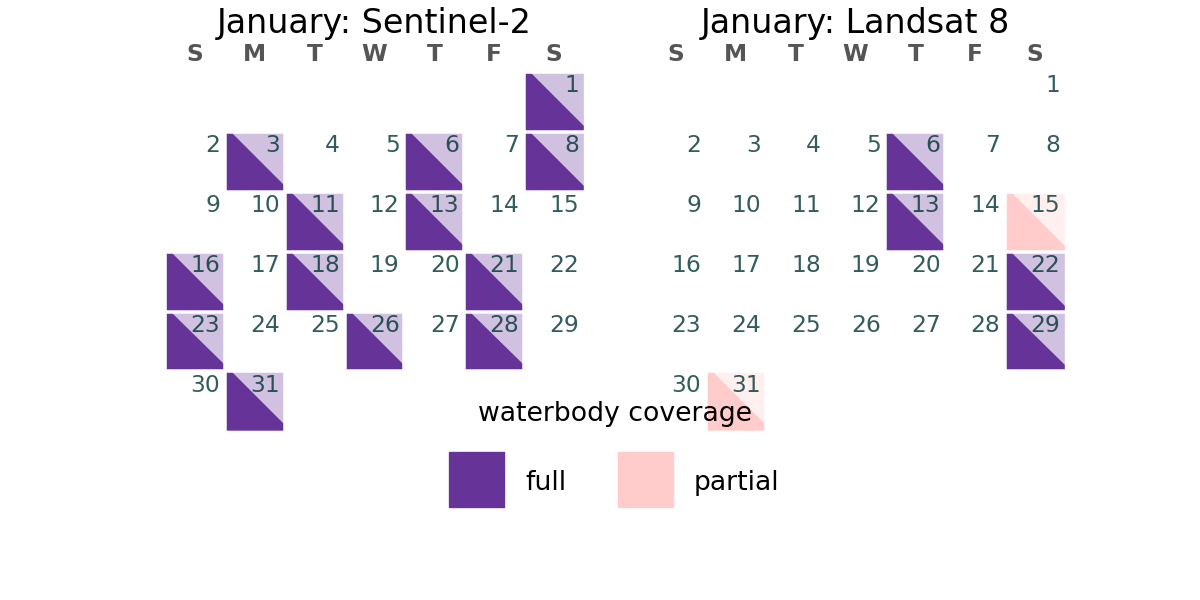 January: Sentinel-2
S M T W T F S
1
2 3 4 5 6 7 8
9 10 11 12 13 14 15
16 17 18 19 20 21 22
23 24 25 26 27 28 29
30 31
January: Landsat 8
S M T W T F S
1
2 3 4 5 6 7 8
9 10 11 12 13 14 15
16 17 18 19 20 21 22
23 24 25 26 27 28 29
30 31
waterbody coverage
full partial